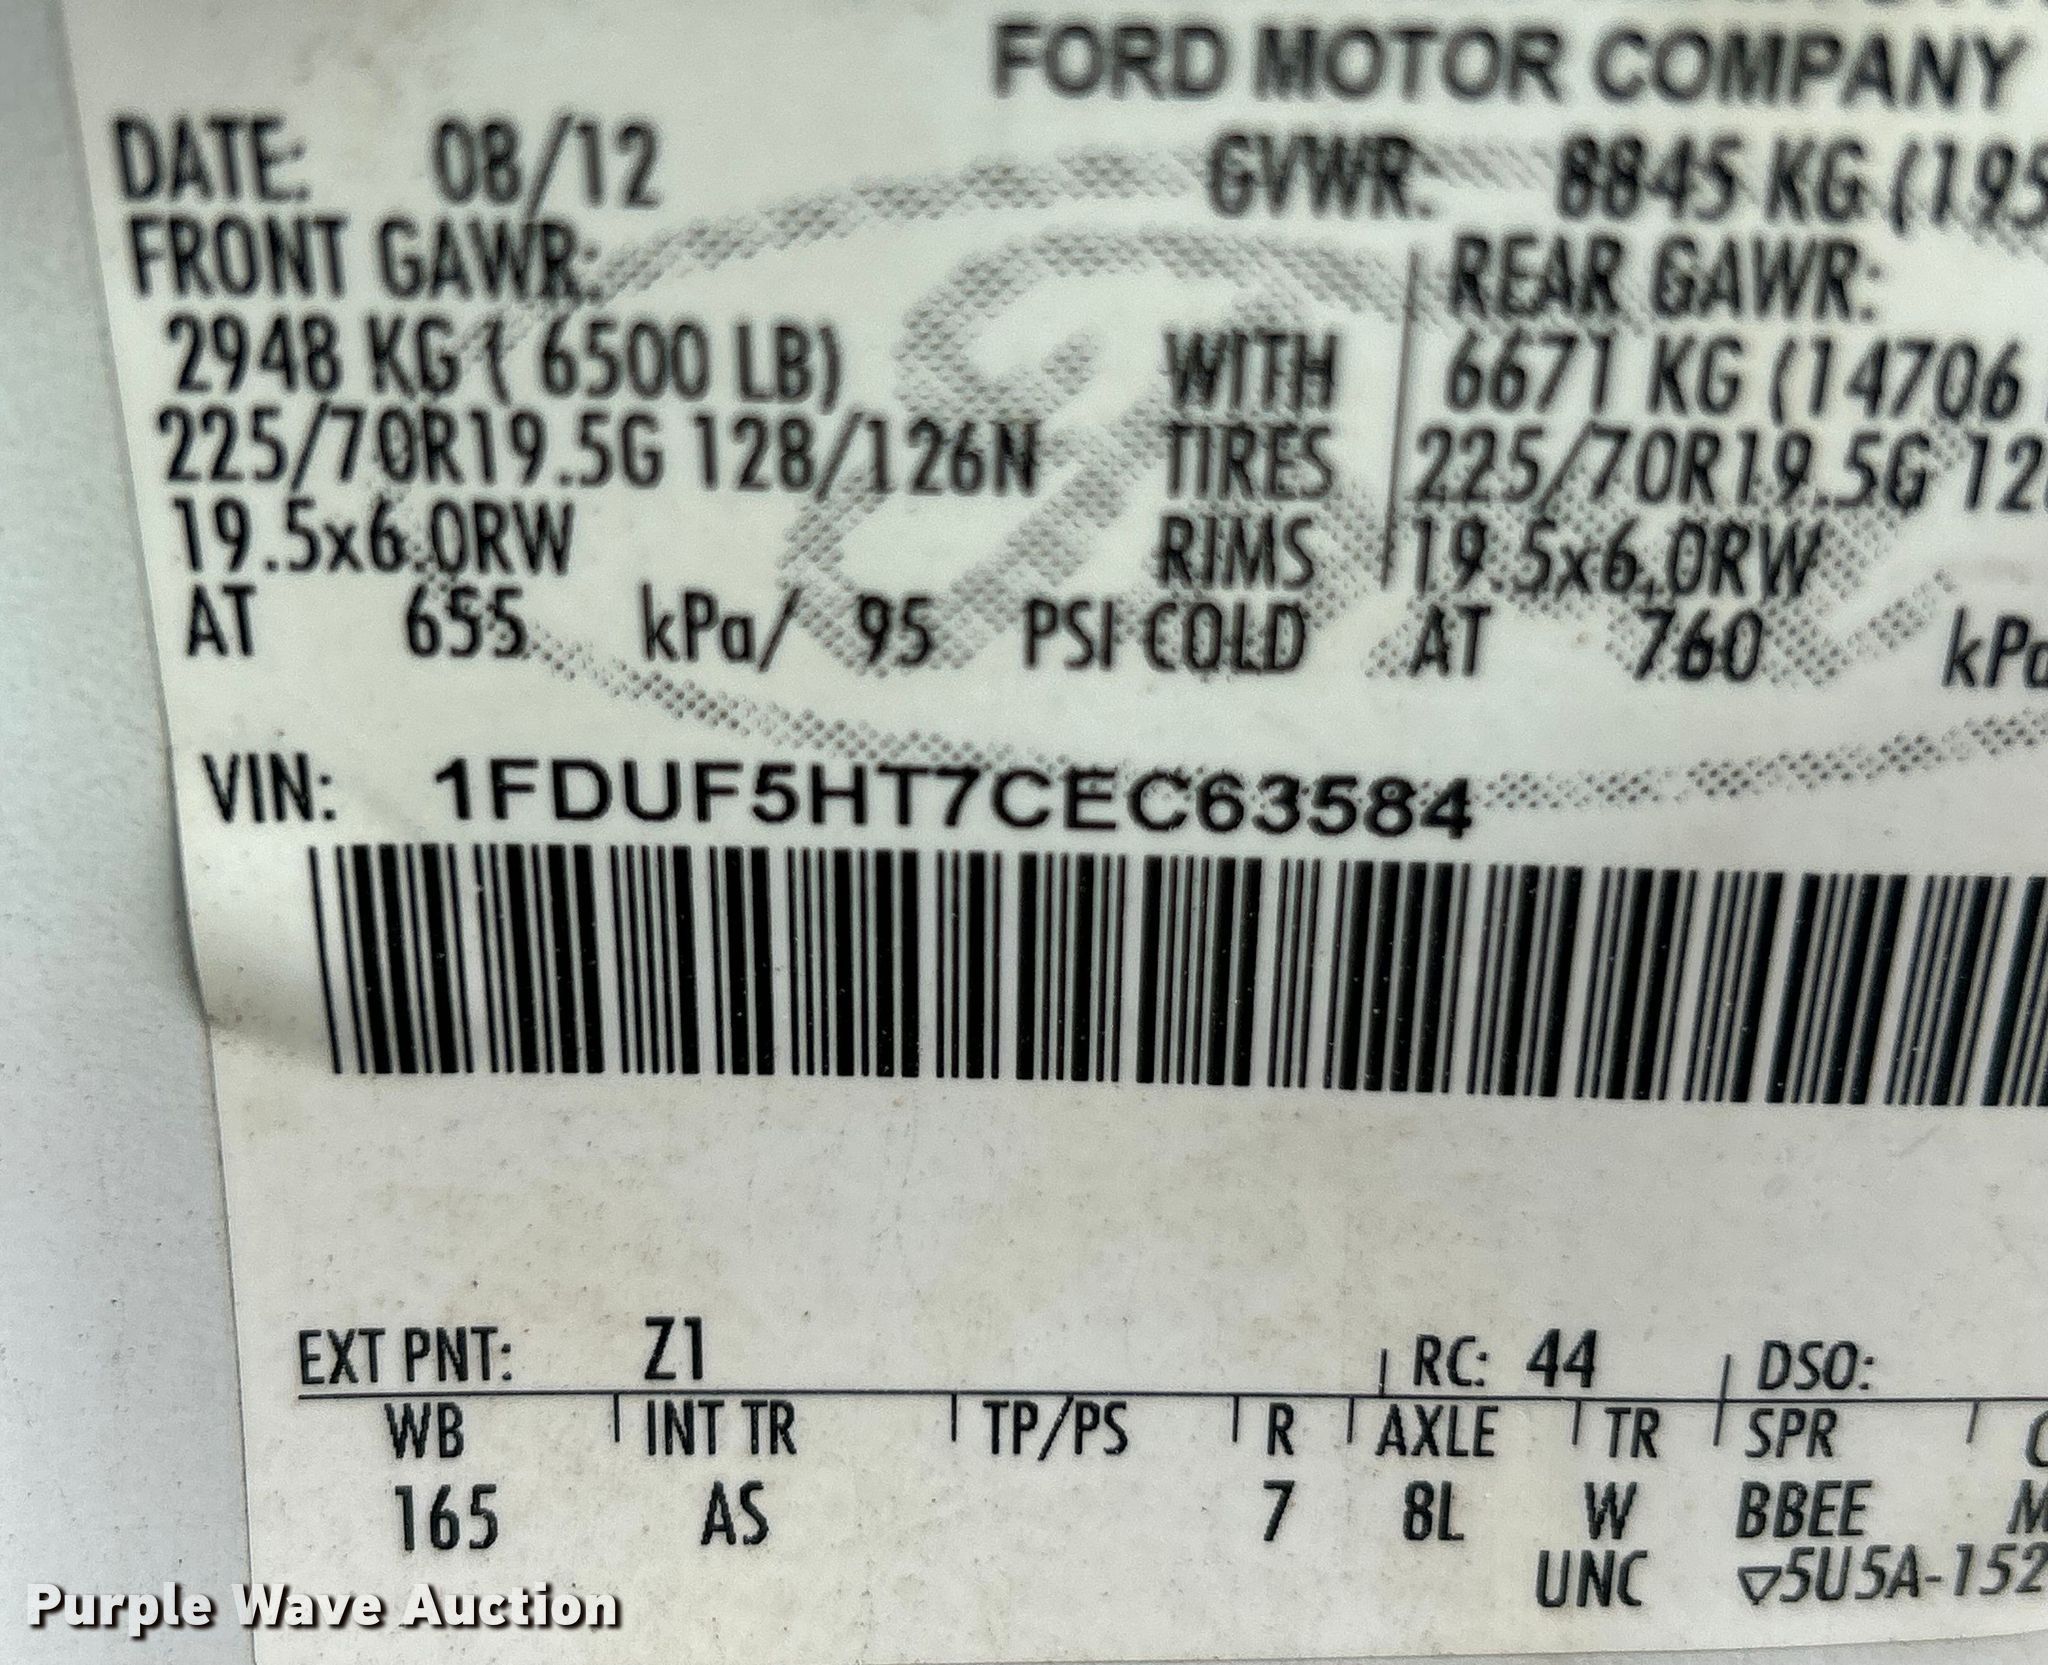 FORD MOTOR COMPANY
DATE: 08/12 GVWR: 8845 KG (195
FRONT GAWR: REAR GAWR:
2948 KG ( 6500 LB) WITH 6671 KG (14706
225/70R19.5G 128/126N TIRES 225/70R19.5G 12
19.5x6.0RW RIMS 19.5x6.0RW
AT 655 kPa/ 95 PSI COLD AT 760 kPa
VIN: 1FDUF5HT7CEC63584
EXT PNT: Z1 RC: 44 DSO:
WB INT TR TP/PS R AXLE TR SPR
165 AS 7 8L W BBEE M
UNC ▽5U5A-152
Purple Wave Auction